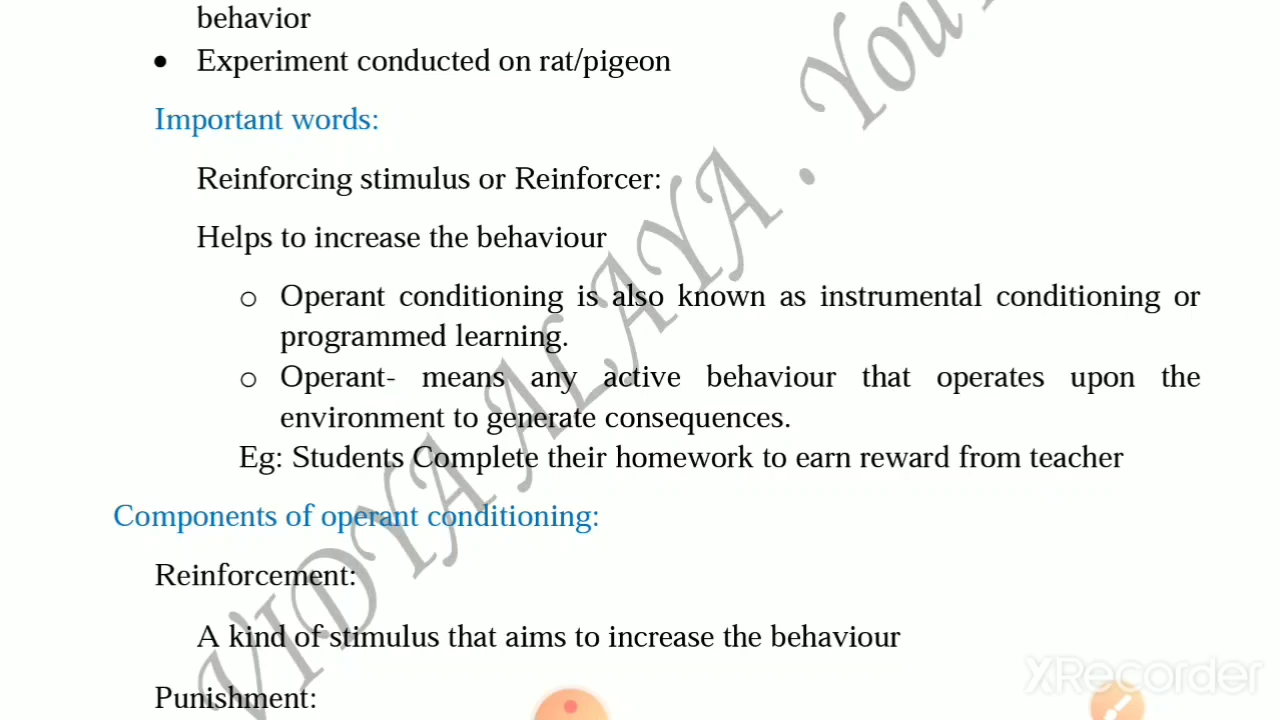 behavior
• Experiment conducted on rat/pigeon
Important words:
Reinforcing stimulus or Reinforcer:
Helps to increase the behaviour
o Operant conditioning is also known as instrumental conditioning or
programmed learning.
o Operant- means any active behaviour that operates upon the
environment to generate consequences.
Eg: Students Complete their homework to earn reward from teacher
Components of operant conditioning:
Reinforcement:
A kind of stimulus that aims to increase the behaviour
Punishment:
VIDYA ALAYA . You
XRecorder